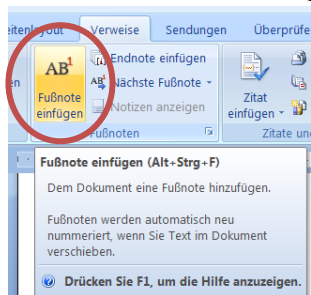 eitenlayout Verweise Sendungen Überprüfe
AB¹
Fußnote
einfügen
Endnote einfügen
AB¹ Nächste Fußnote
Notizen anzeigen
Fußnoten
Zitat
einfügen
Zitate un
Fußnote einfügen (Alt+Strg+F)
Dem Dokument eine Fußnote hinzufügen.
Fußnoten werden automatisch neu
nummeriert, wenn Sie Text im Dokument
verschieben.
Drücken Sie F1, um die Hilfe anzuzeigen.